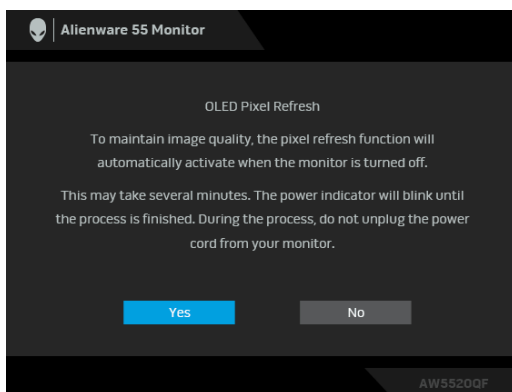 Alienware 55 Monitor
OLED Pixel Refresh
To maintain image quality, the pixel refresh function will
automatically activate when the monitor is turned off.
This may take several minutes. The power indicator will blink until
the process is finished. During the process, do not unplug the power
cord from your monitor.
Yes
No
AW5520QF